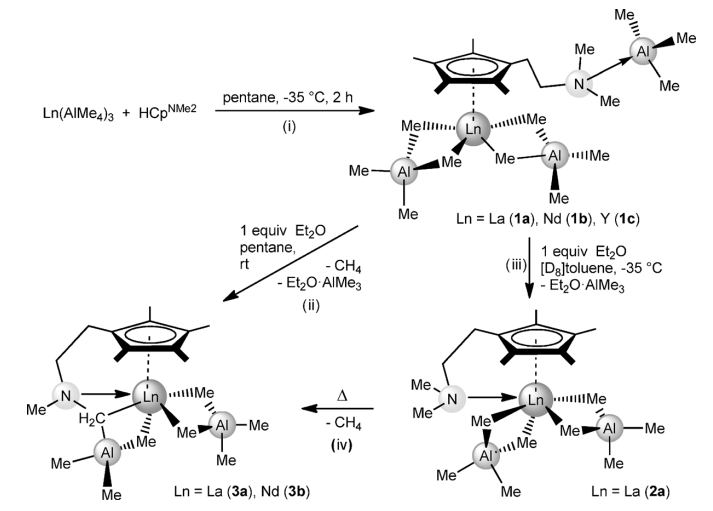 Me
Me
Al
Me
Me
N
Me
pentane, -35 °C, 2 h
Ln(AlMe₄)₃ + HCp^NMe2
(i)
Me
Ln
Me
Me
Al
Me
Me
Al
Me
Me
Me
Ln = La (1a), Nd (1b), Y (1c)
1 equiv Et₂O
pentane,
rt
- CH₄
- Et₂O·AlMe₃
(ii)
(iii)
1 equiv Et₂O
[D₈]toluene, -35 °C
- Et₂O·AlMe₃
N
Ln
Me
Me
H₂C
Me
Me
Al
Me
Al
Me
Me
Me
Ln = La (3a), Nd (3b)
Δ
- CH₄
(iv)
Me
N
Ln
Me
Me
Me
Me
Me
Al
Me
Al
Me
Me
Me
Ln = La (2a)